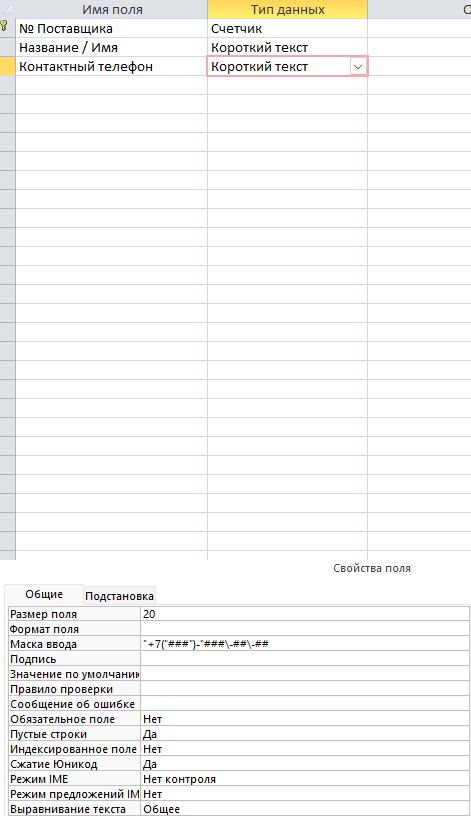 Имя поля Тип данных О
№ Поставщика Счетчик
Название / Имя Короткий текст
Контактный телефон Короткий текст
Свойства поля
Общие Подстановка
Размер поля 20
Формат поля
Маска ввода "+7("###")-"###\-##\-##
Подпись
Значение по умолчани
Правило проверки
Сообщение об ошибке
Обязательное поле Нет
Пустые строки Да
Индексированное поле Нет
Сжатие Юникод Да
Режим IME Нет контроля
Режим предложений IM Нет
Выравнивание текста Общее